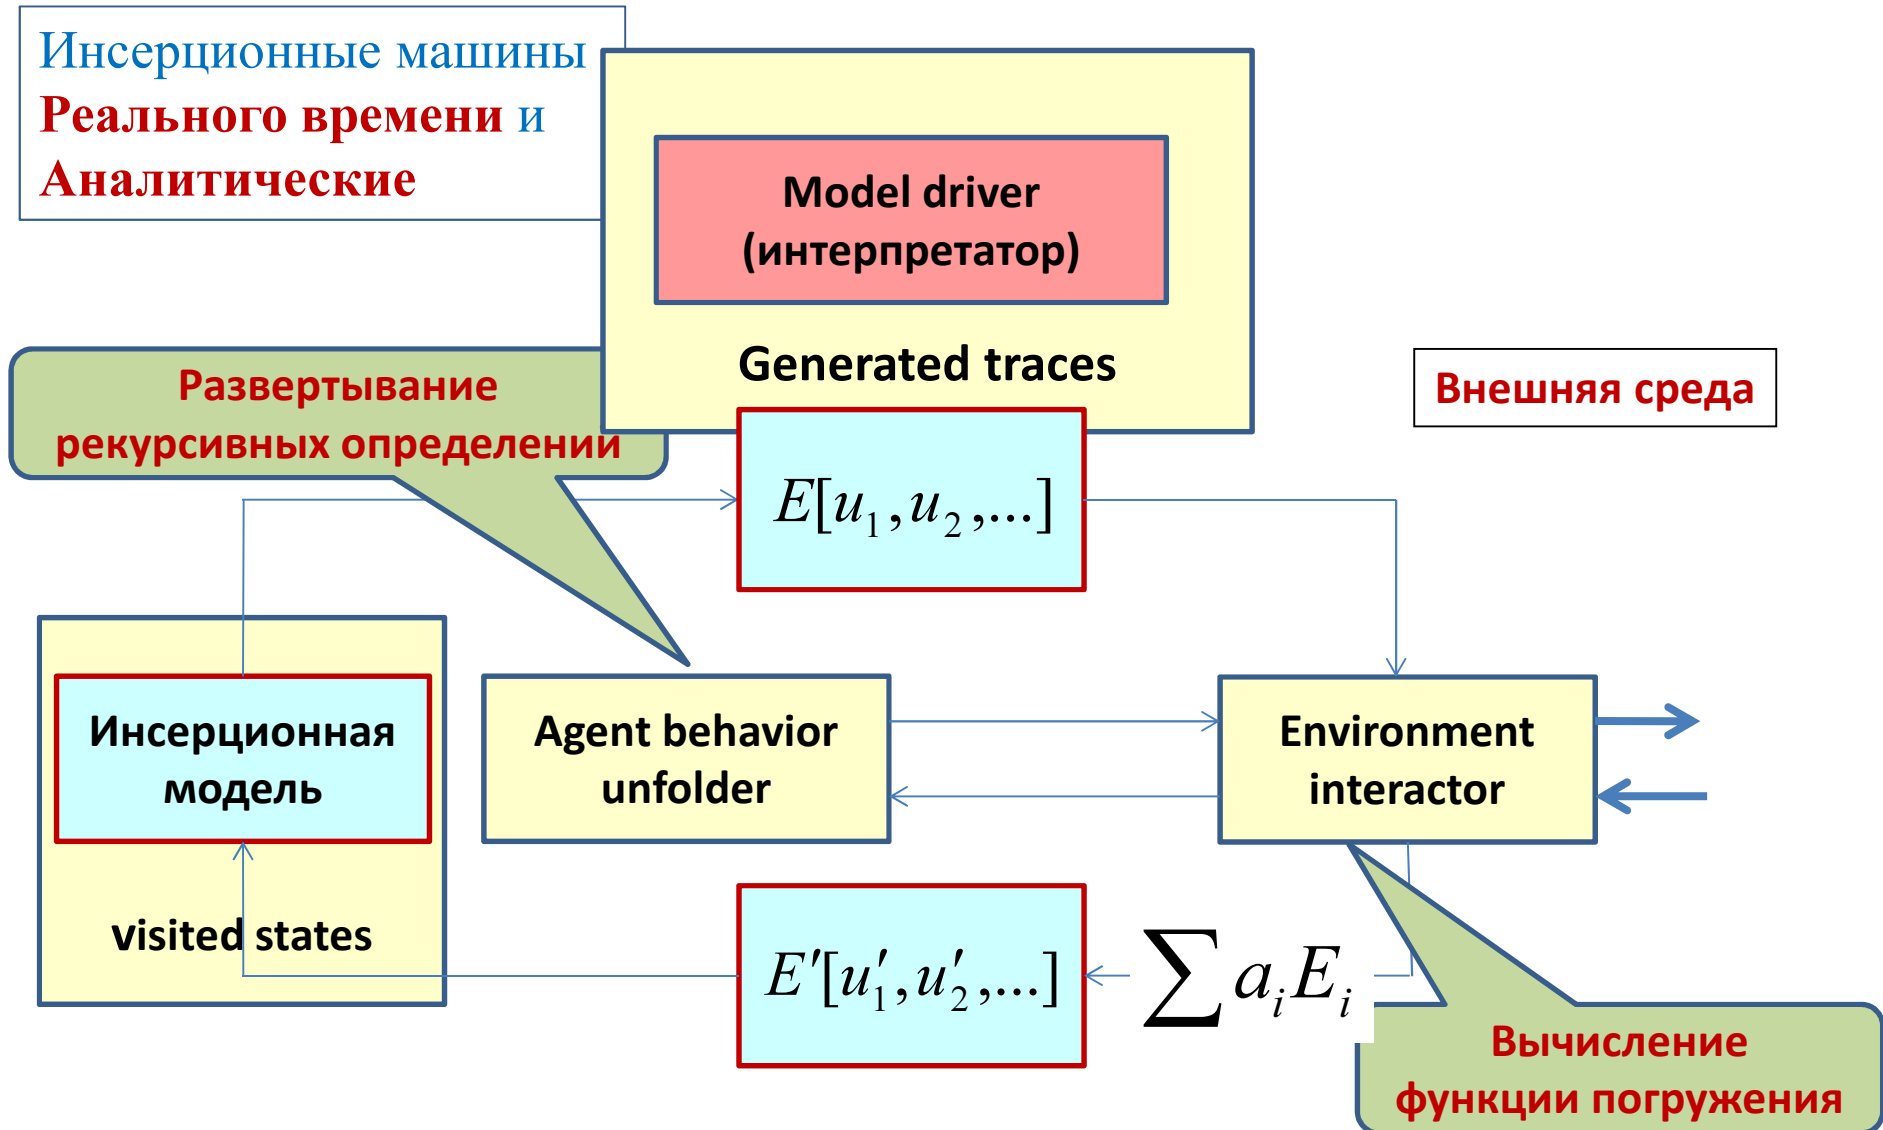 Инсерционные машины
Реального времени и
Аналитические
Model driver
(интерпретатор)
Generated traces
Развертывание
рекурсивных определений
Внешняя среда
E[u₁,u₂,...]
Инсерционная
модель
visited states
Agent behavior
unfolder
Environment
interactor
E′[u′₁,u′₂,...]
∑ aᵢEᵢ
Вычисление
функции погружения